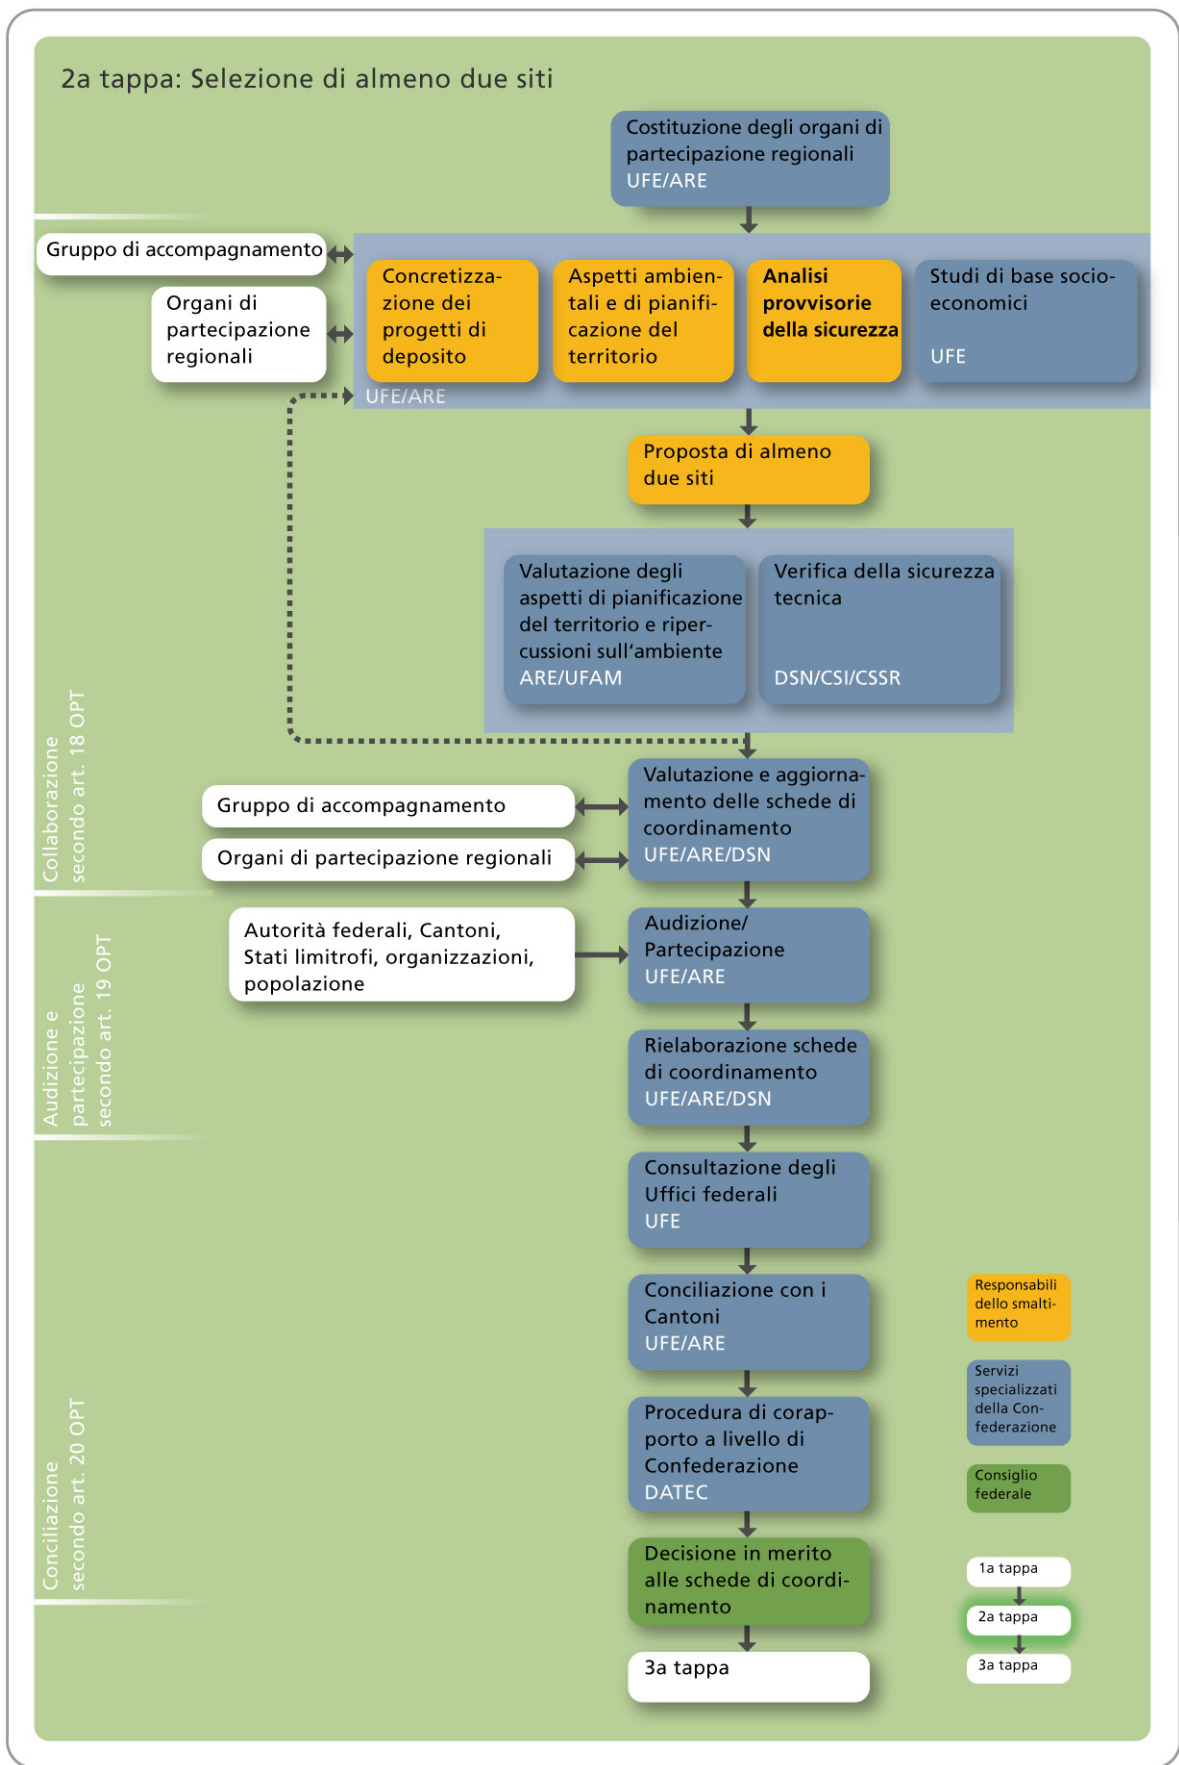 2a tappa: Selezione di almeno due siti
Costituzione degli organi di
partecipazione regionali
UFE/ARE
Gruppo di accompagnamento
Organi di
partecipazione
regionali
Concretizza-
zione dei
progetti di
deposito
Aspetti ambien-
tali e di pianifi-
cazione del
territorio
Analisi
provvisorie
della sicurezza
Studi di base socio-
economici
UFE
UFE/ARE
Proposta di almeno
due siti
Valutazione degli
aspetti di pianificazione
del territorio e riper-
cussioni sull'ambiente
ARE/UFAM
Verifica della sicurezza
tecnica
DSN/CSI/CSSR
Collaborazione
secondo art. 18 OPT
Valutazione e aggiorna-
mento delle schede di
coordinamento
UFE/ARE/DSN
Gruppo di accompagnamento
Organi di partecipazione regionali
Audizione e
partecipazione
secondo art. 19 OPT
Autorità federali, Cantoni,
Stati limitrofi, organizzazioni,
popolazione
Audizione/
Partecipazione
UFE/ARE
Rielaborazione schede
di coordinamento
UFE/ARE/DSN
Conciliazione
secondo art. 20 OPT
Consultazione degli
Uffici federali
UFE
Conciliazione con i
Cantoni
UFE/ARE
Procedura di corap-
porto a livello di
Confederazione
DATEC
Decisione in merito
alle schede di coordi-
namento
3a tappa
Responsabili
dello smalti-
mento
Servizi
specializzati
della Con-
federazione
Consiglio
federale
1a tappa
2a tappa
3a tappa